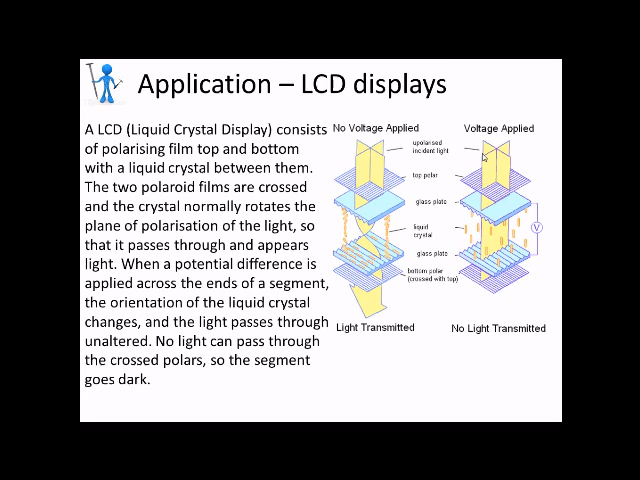 Application – LCD displays
A LCD (Liquid Crystal Display) consists
of polarising film top and bottom
with a liquid crystal between them.
The two polaroid films are crossed
and the crystal normally rotates the
plane of polarisation of the light, so
that it passes through and appears
light. When a potential difference is
applied across the ends of a segment,
the orientation of the liquid crystal
changes, and the light passes through
unaltered. No light can pass through
the crossed polars, so the segment
goes dark.
No Voltage Applied
Voltage Applied
upolarised
incident light
top polar
glass plate
liquid
crystal
V
glass plate
bottom polar
(crossed with top)
Light Transmitted
No Light Transmitted